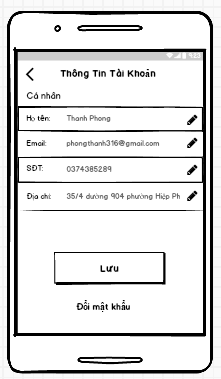 Thông Tin Tài Khoản
Cá nhân
Họ tên: Thanh Phong
Email: phongthanh316@gmail.com
SĐT: 0374385289
Địa chỉ: 35/4 đường 904 phường Hiệp Ph
Lưu
Đổi mật khẩu